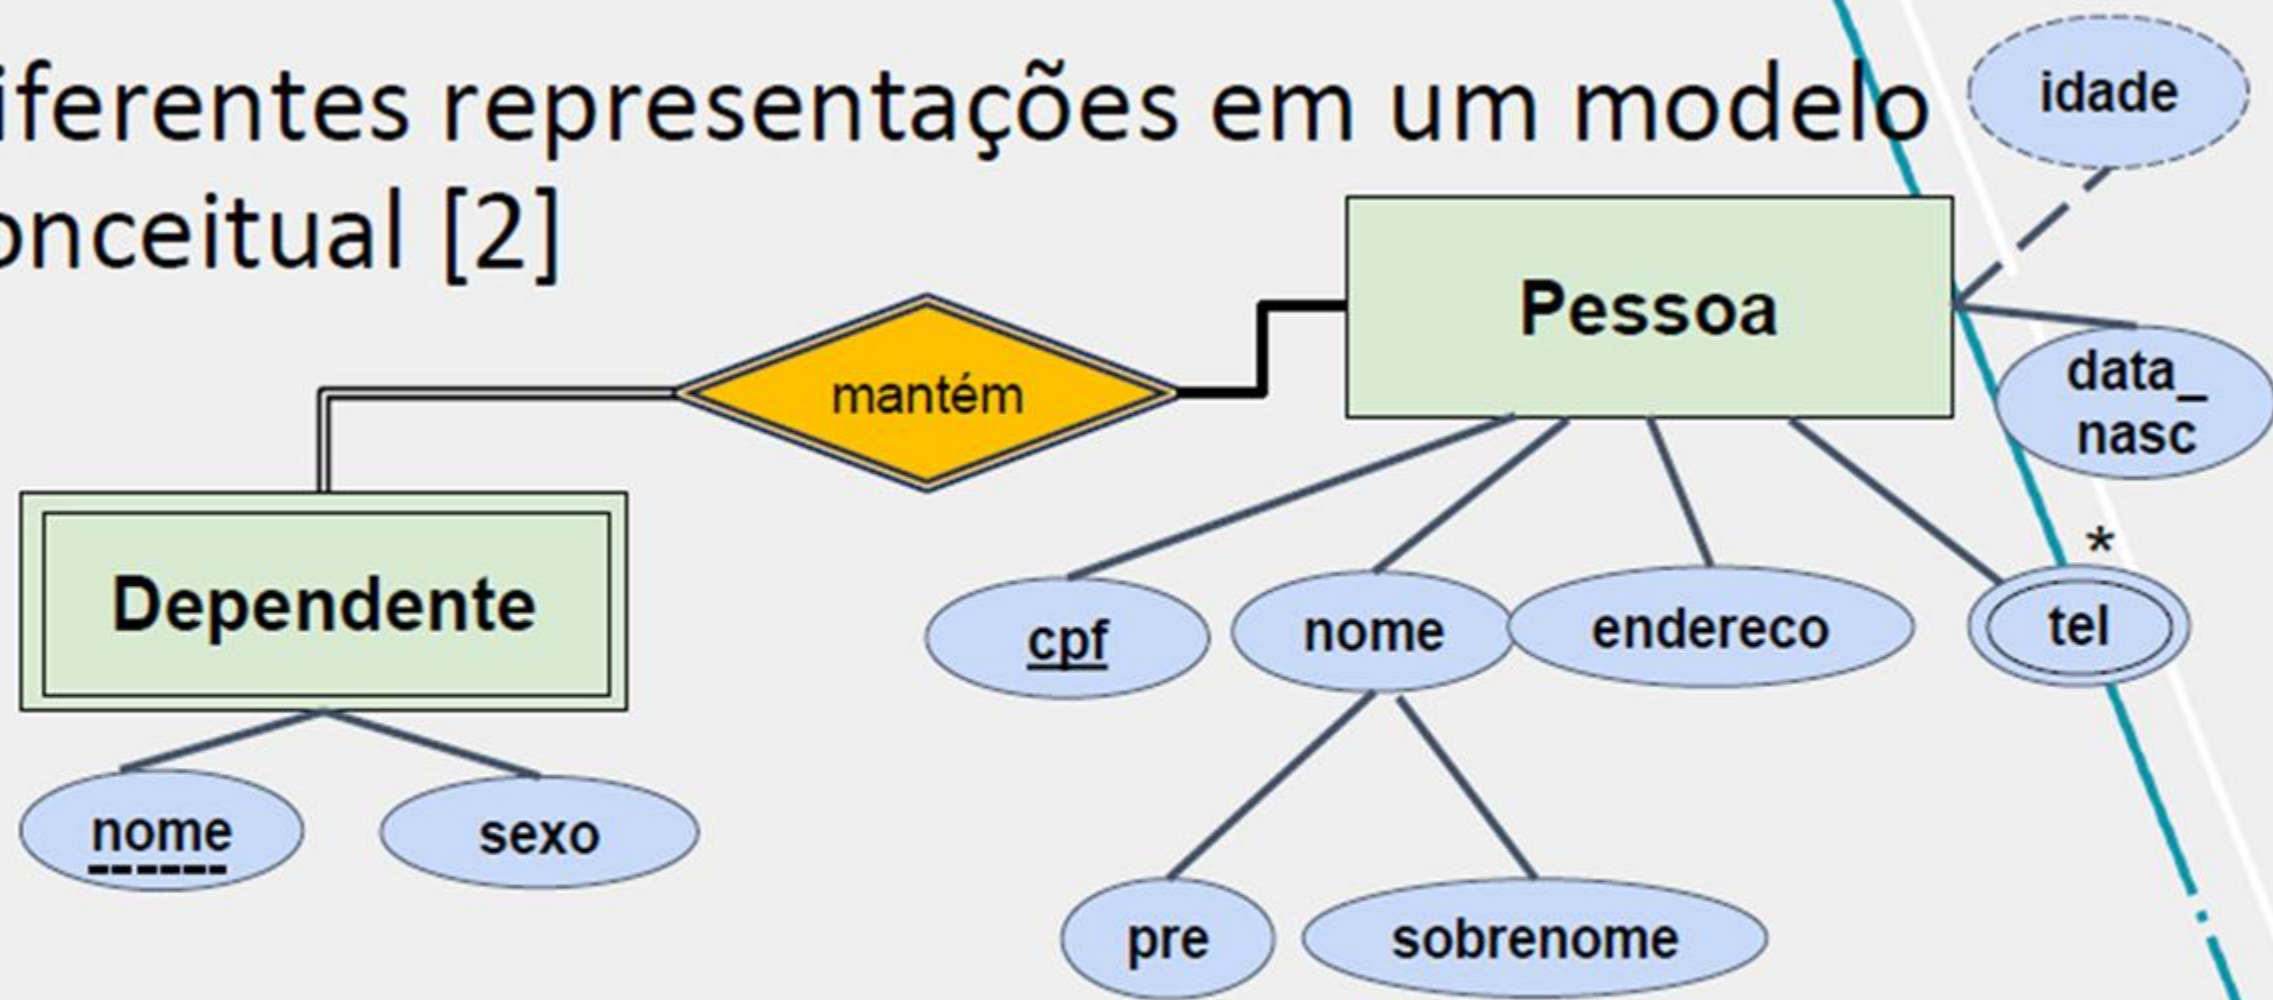 iferentes representações em um modelo
onceitual [2]
idade
Pessoa
data_
nasc
mantém
*
Dependente
cpf
nome
endereco
tel
nome
sexo
pre
sobrenome